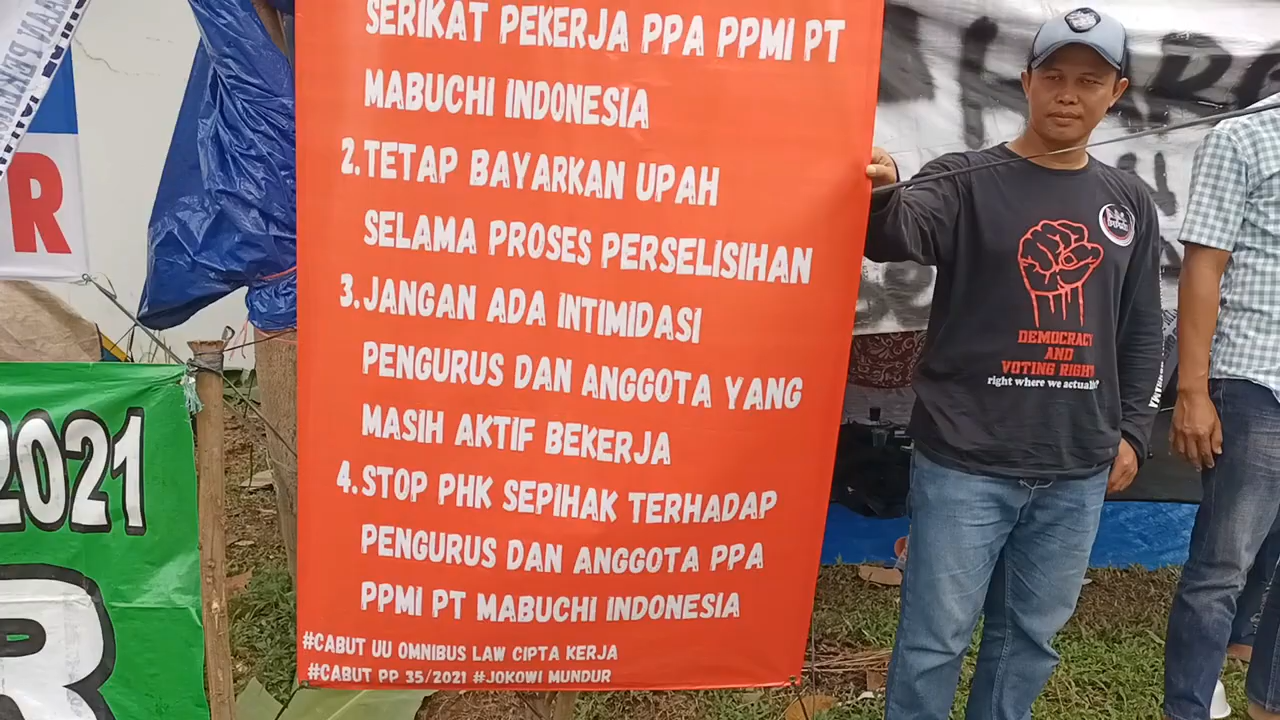 SERIKAT PEKERJA PPA PPMI PT
MABUCHI INDONESIA
2. TETAP BAYARKAN UPAH
SELAMA PROSES PERSELISIHAN
3. JANGAN ADA INTIMIDASI
PENGURUS DAN ANGGOTA YANG
MASIH AKTIF BEKERJA
4. STOP PHK SEPIHAK TERHADAP
PENGURUS DAN ANGGOTA PPA
PPMI PT MABUCHI INDONESIA
#CABUT UU OMNIBUS LAW CIPTA KERJA
#CABUT PP 35/2021 #JOKOWI MUNDUR
R
2021
R
DEMOCRACY
AND
VOTING RIGHT
right where we